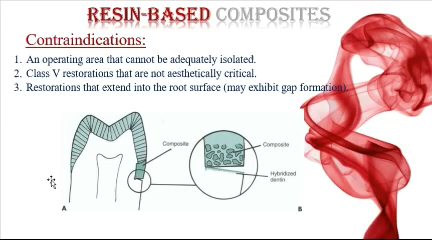 RESIN-BASED COMPOSITES
Contraindications:
1. An operating area that cannot be adequately isolated.
2. Class V restorations that are not aesthetically critical.
3. Restorations that extend into the root surface (may exhibit gap formation).
Composite
Composite
Hybridized
dentin
A
B